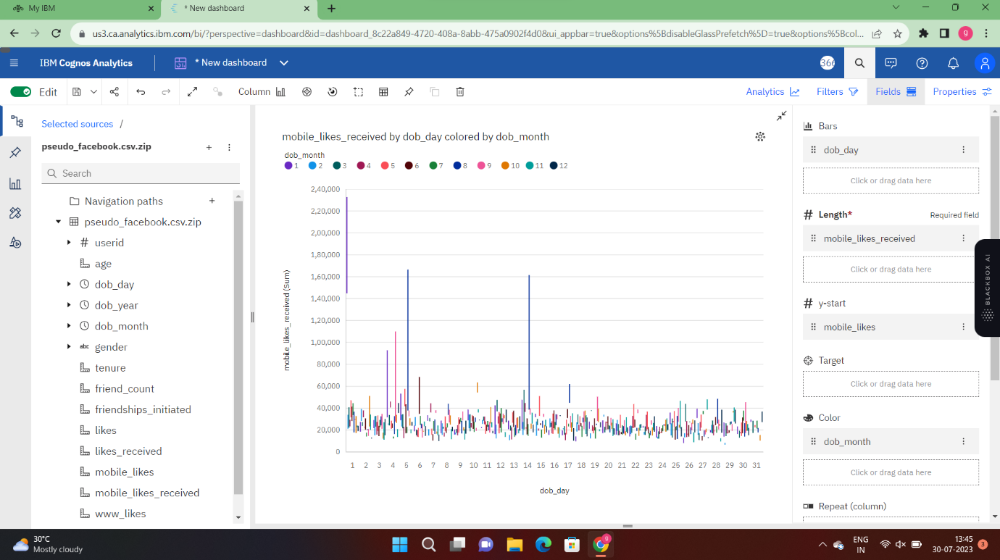 My IBM
* New dashboard
us3.ca.analytics.ibm.com/bi/?perspective=dashboard&id=dashboard_8c22a849-4720-408a-8abb-475a0902f4d0&ui_appbar=true&options%5BdisableGlassPrefetch%5D=true&options%5Bcol...
g
IBM Cognos Analytics
* New dashboard
366
Edit
Column
Analytics
Filters
Fields
Properties
Selected sources /
pseudo_facebook.csv.zip
Search
Navigation paths
pseudo_facebook.csv.zip
# userid
age
dob_day
dob_year
dob_month
abc gender
tenure
friend_count
friendships_initiated
likes
likes_received
mobile_likes
mobile_likes_received
www_likes
mobile_likes_received by dob_day colored by dob_month
dob_month
1 2 3 4 5 6 7 8 9 10 11 12
2,40,000
2,20,000
2,00,000
1,80,000
1,60,000
1,40,000
1,20,000
1,00,000
80,000
60,000
40,000
20,000
0
mobile_likes_received (Sum)
1 2 3 4 5 6 7 8 9 10 11 12 13 14 15 16 17 18 19 20 21 22 23 24 25 26 27 28 29 30 31
dob_day
Bars
dob_day
Click or drag data here
# Length* Required field
mobile_likes_received
Click or drag data here
# y-start
mobile_likes
Target
Click or drag data here
Color
dob_month
Click or drag data here
Repeat (column)
BLACKBOX AI
30°C
Mostly cloudy
9
ENG
IN
13:45
30-07-2023
3